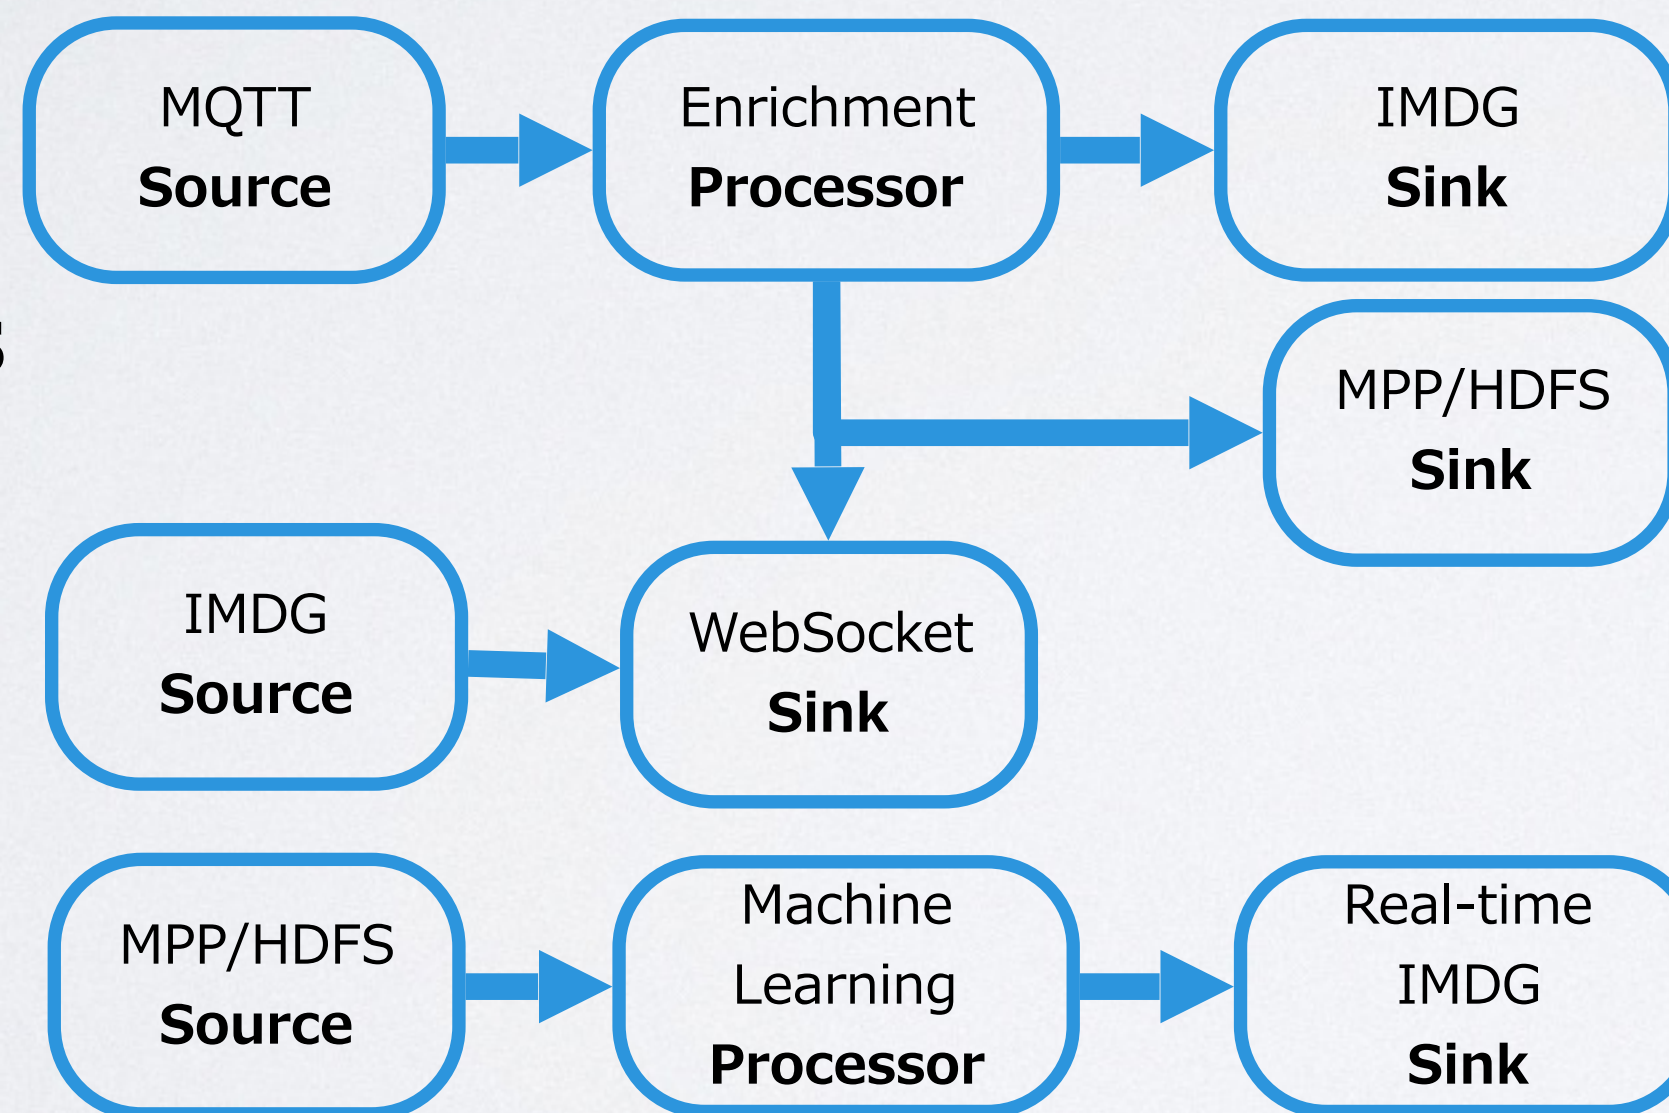 MQTT
Source
Enrichment
Processor
IMDG
Sink
MPP/HDFS
Sink
IMDG
Source
WebSocket
Sink
MPP/HDFS
Source
Machine
Learning
Processor
Real-time
IMDG
Sink